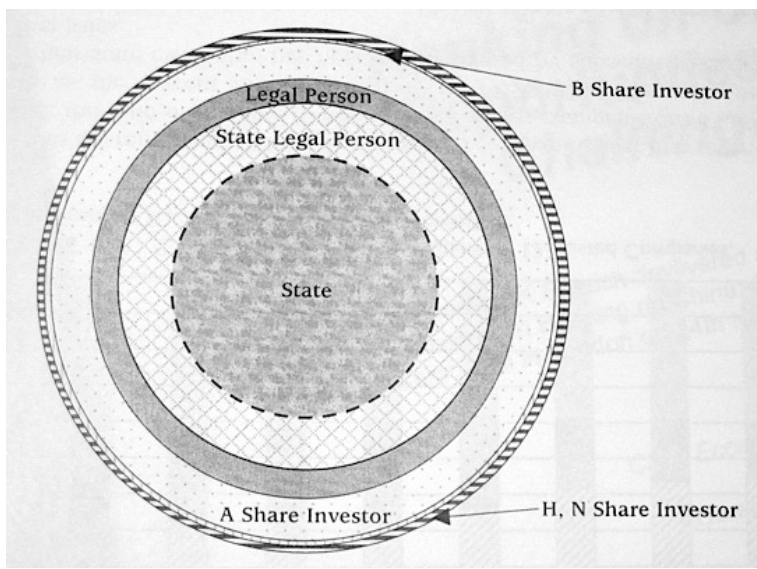 B Share Investor
Legal Person
State Legal Person
State
A Share Investor
H, N Share Investor